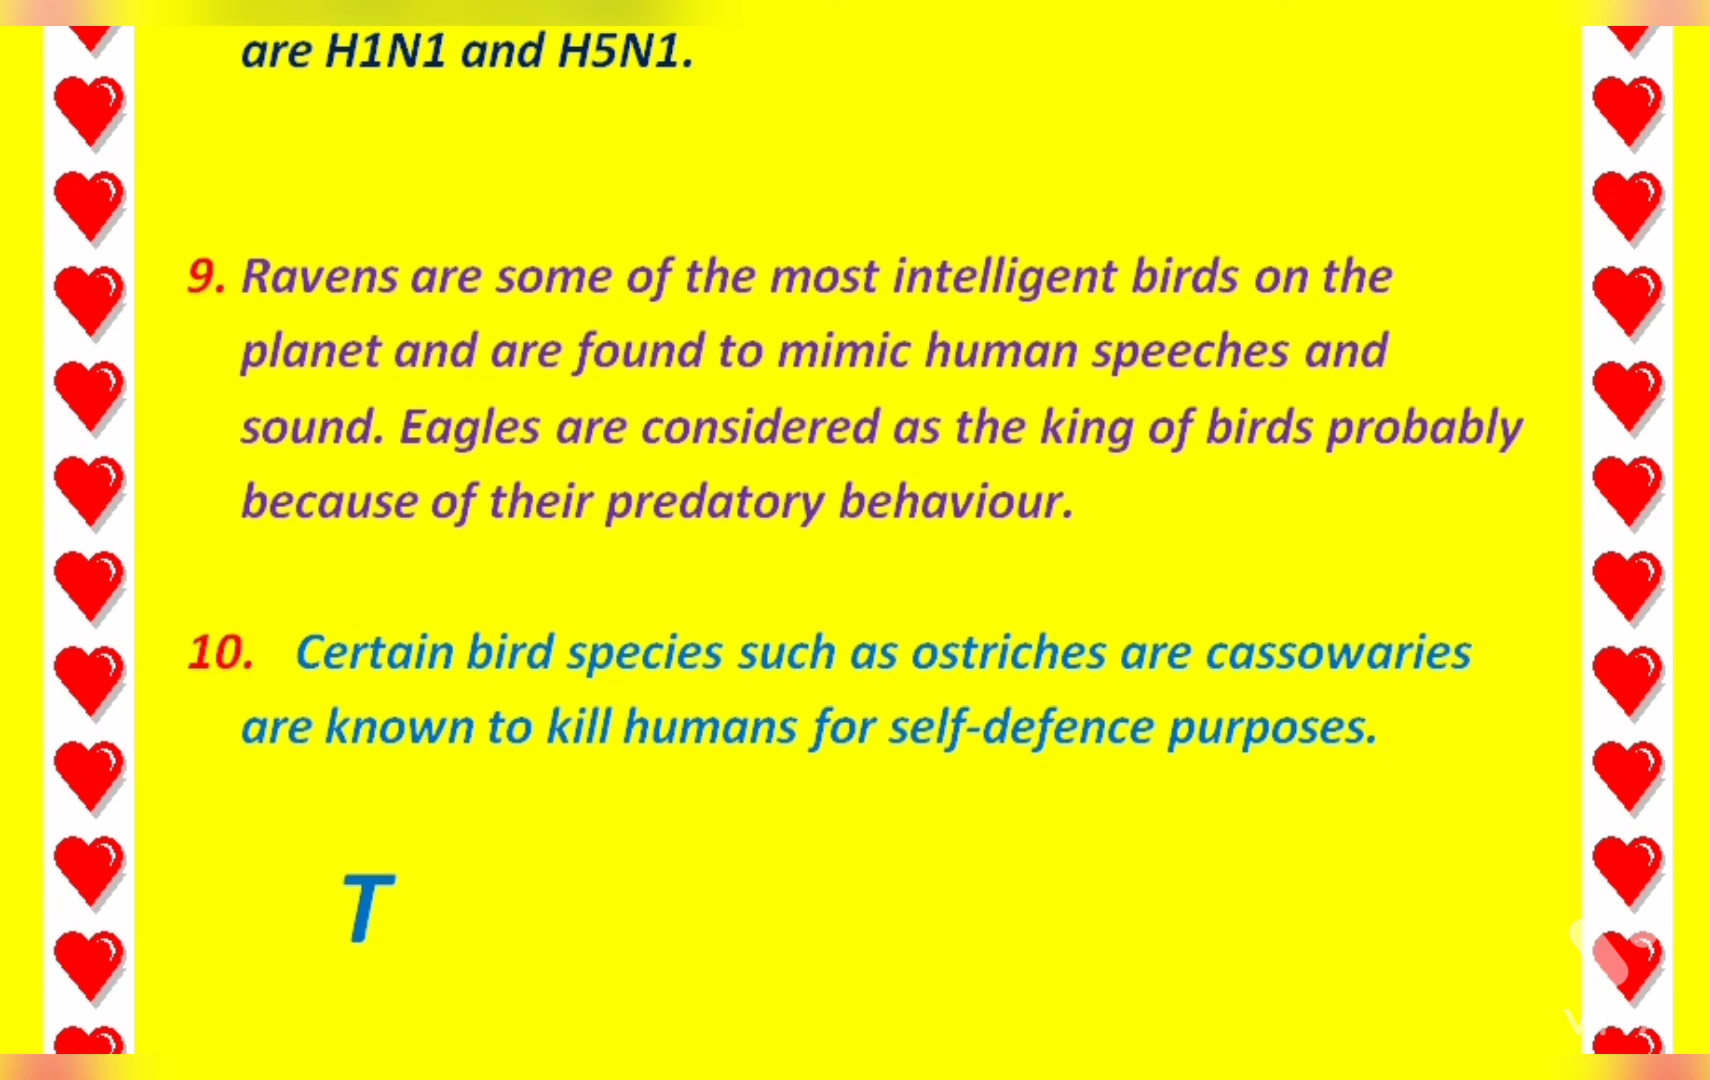 are H1N1 and H5N1.
9. Ravens are some of the most intelligent birds on the
planet and are found to mimic human speeches and
sound. Eagles are considered as the king of birds probably
because of their predatory behaviour.
10. Certain bird species such as ostriches are cassowaries
are known to kill humans for self-defence purposes.
T